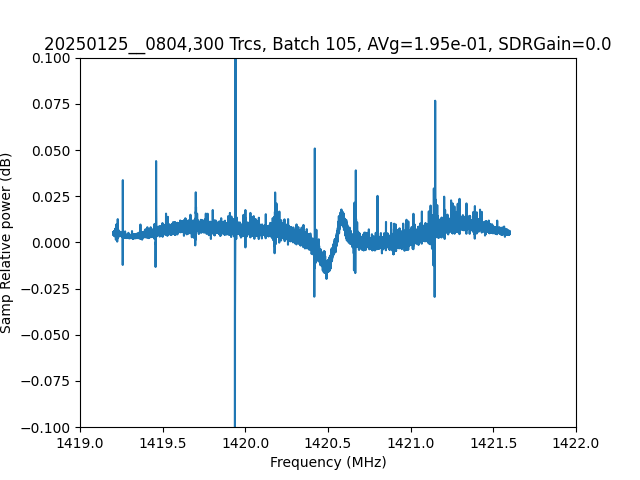 20250125__0804,300 Trcs, Batch 105, AVg=1.95e-01, SDRGain=0.0
0.100
0.075
0.050
0.025
0.000
−0.025
−0.050
−0.075
−0.100
Samp Relative power (dB)
1419.0 1419.5 1420.0 1420.5 1421.0 1421.5 1422.0
Frequency (MHz)